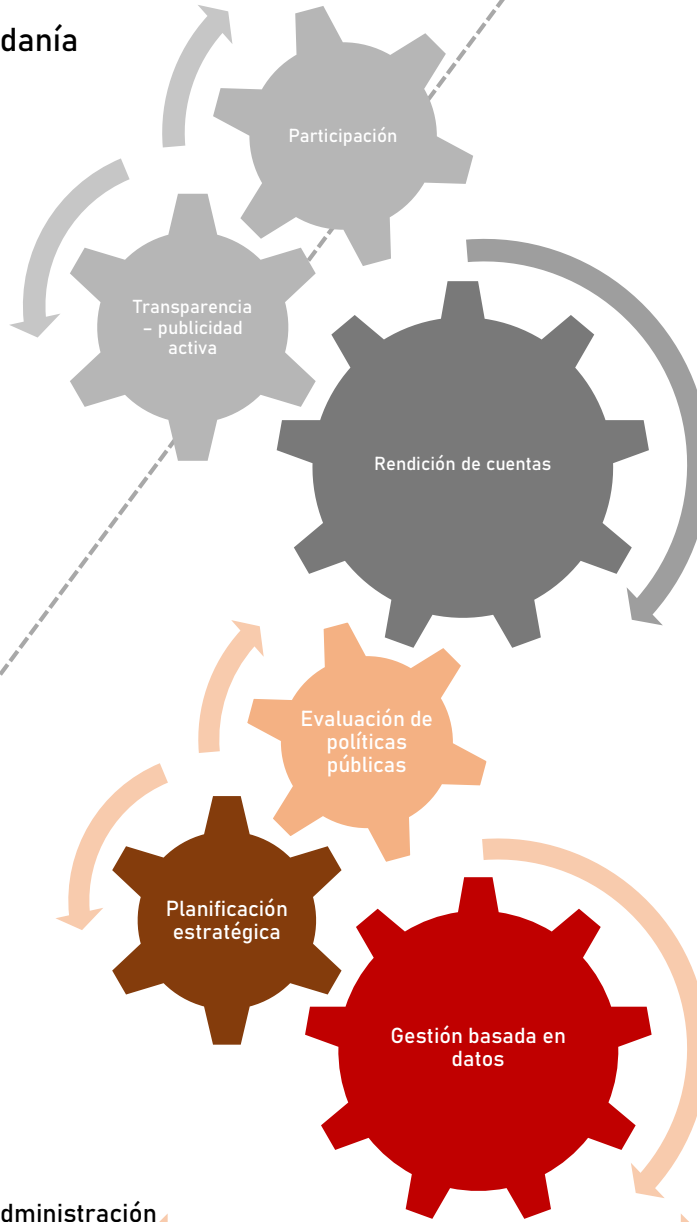 danía
Participación
Transparencia
– publicidad
activa
Rendición de cuentas
Evaluación de
políticas
públicas
Planificación
estratégica
Gestión basada en
datos
dministración